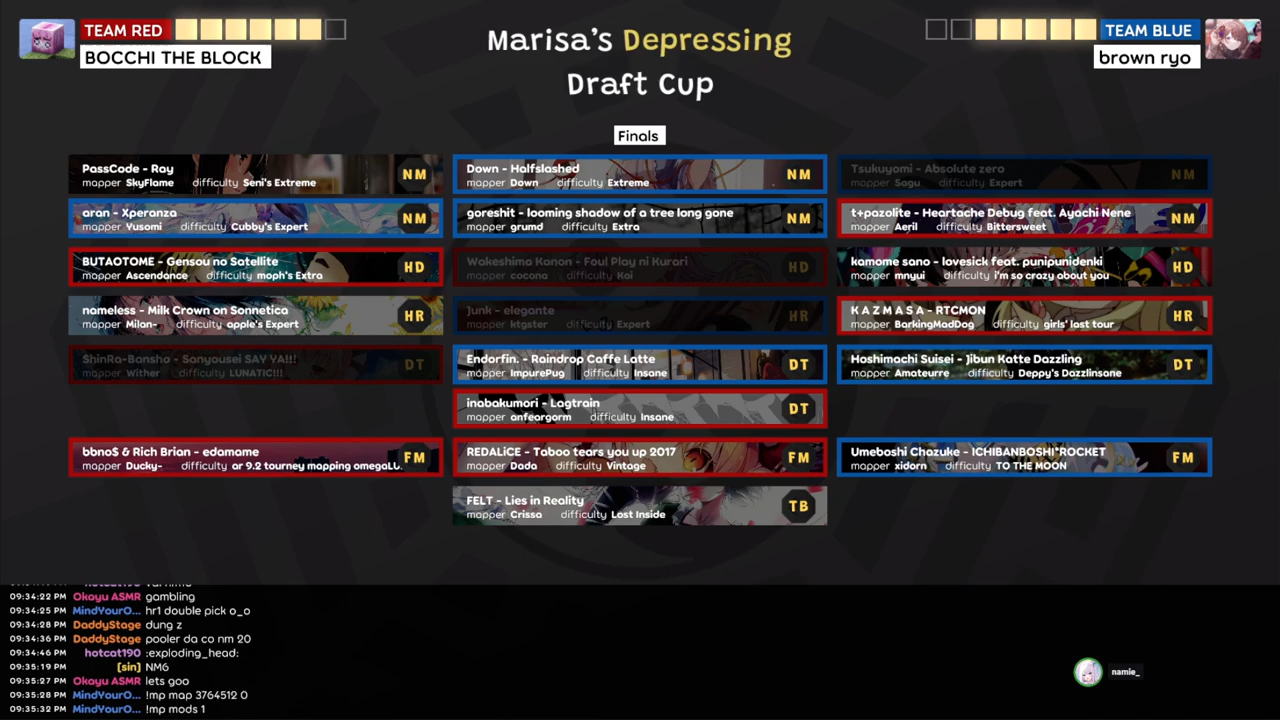 TEAM RED
BOCCHI THE BLOCK
Marisa's Depressing
Draft Cup
TEAM BLUE
brown ryo
Finals
PassCode - Ray
mapper SkyFlame difficulty Seni's Extreme
NM
Down - Halfslashed
mapper Down difficulty Extreme
NM
Tsukuyomi - Absolute zero
mapper Sagu difficulty Expert
NM
aran - Xperanza
mapper Yusomi difficulty Cubby's Expert
NM
goreshit - looming shadow of a tree long gone
mapper grumd difficulty Extra
NM
t+pazolite - Heartache Debug feat. Ayachi Nene
mapper Aeril difficulty Bittersweet
NM
BUTAOTOME - Gensou no Satellite
mapper Ascendance difficulty moph's Extra
HD
Wakeshima Kanon - Foul Play ni Kurari
mapper cocona difficulty Koi
HD
kamome sano - lovesick feat. punipunidenki
mapper mnyui difficulty i'm so crazy about you
HD
nameless - Milk Crown on Sonnetica
mapper Milan- difficulty apple's Expert
HR
Junk - elegante
mapper ktgster difficulty Expert
HR
K A Z M A S A - RTCMON
mapper BarkingMadDog difficulty girls' last tour
HR
ShinRa-Bansho - Sanyousei SAY YA!!!
mapper Wither difficulty LUNATIC!!!
DT
Endorfin. - Raindrop Caffe Latte
mapper ImpurePug difficulty Insane
DT
Hoshimachi Suisei - Jibun Katte Dazzling
mapper Amateurre difficulty Deppy's Dazzlinsane
DT
inabakumori - Lagtrain
mapper anfeargorm difficulty Insane
DT
bbno$ & Rich Brian - edamame
mapper Ducky- difficulty ar 9.2 tourney mapping omegaLU.
FM
REDALiCE - Taboo tears you up 2017
mapper Dada difficulty Vintage
FM
Umeboshi Chazuke - ICHIBANBOSHI*ROCKET
mapper xidorn difficulty TO THE MOON
FM
FELT - Lies in Reality
mapper Crissa difficulty Lost Inside
TB
09:34:22 PM Okayu ASMR gambling
09:34:25 PM MindYourO... hr1 double pick o_o
09:34:28 PM DaddyStage dung z
09:34:36 PM DaddyStage pooler da co nm 20
09:34:46 PM hotcat190 :exploding_head:
09:35:19 PM [sin] NM6
09:35:27 PM Okayu ASMR lets goo
09:35:28 PM MindYourO... !mp map 3764512 0
09:35:32 PM MindYourO... !mp mods 1
namie_